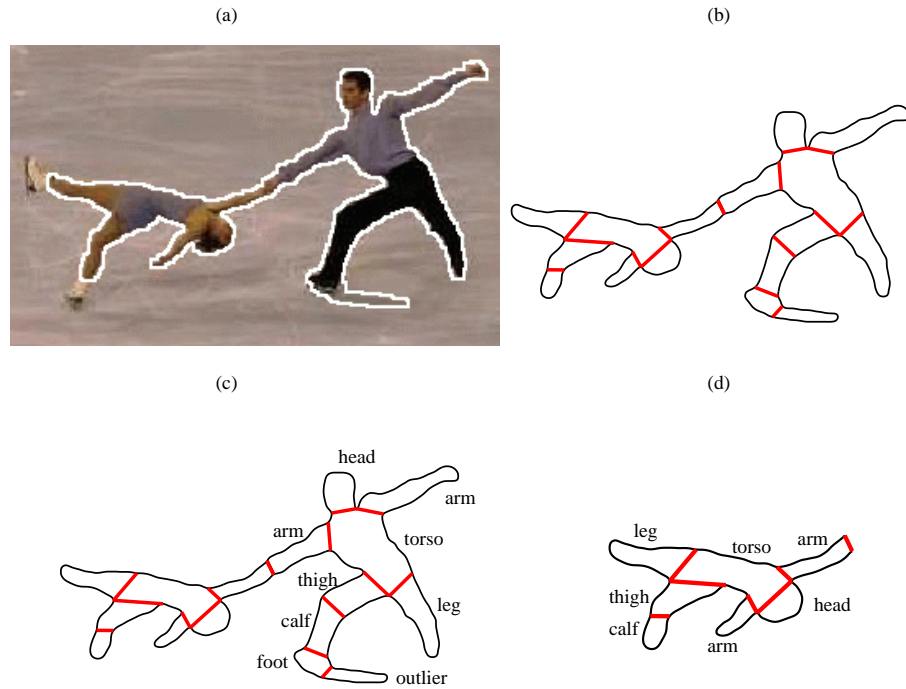 (a)
(b)
(c)
(d)
head
arm
arm
torso
thigh
calf
leg
foot
outlier
leg
torso
arm
thigh
head
calf
arm